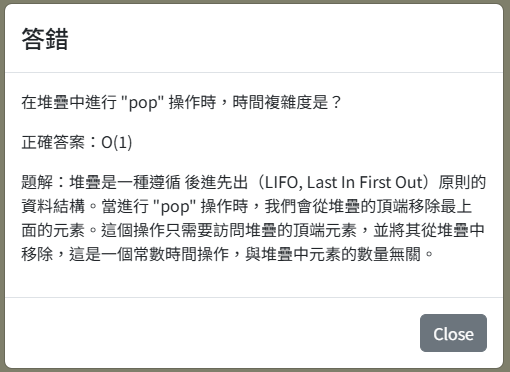 答錯
在堆疊中進行 "pop" 操作時，時間複雜度是？
正確答案：O(1)
題解：堆疊是一種遵循 後進先出（LIFO, Last In First Out）原則的
資料結構。當進行 "pop" 操作時，我們會從堆疊的頂端移除最上
面的元素。這個操作只需要訪問堆疊的頂端元素，並將其從堆疊中
移除，這是一個常數時間操作，與堆疊中元素的數量無關。
Close